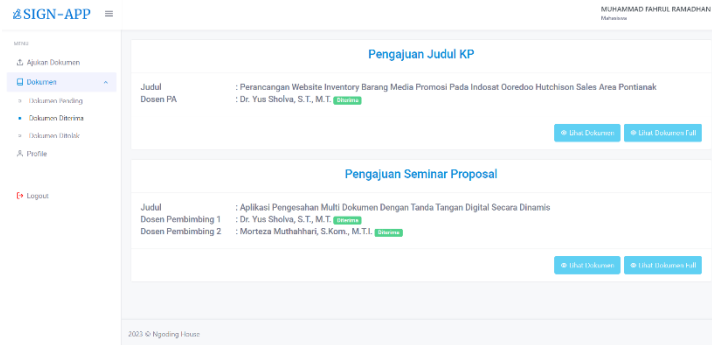 SIGN-APP
MUHAMMAD FAHRUL RAMADHAN
Mahasiswa
MENU
Ajukan Dokumen
Dokumen
Dokumen Pending
Dokumen Diterima
Dokumen Ditolak
Profile
Logout
Pengajuan Judul KP
Judul : Perancangan Website Inventory Barang Media Promosi Pada Indosat Ooredoo Hutchison Sales Area Pontianak
Dosen PA : Dr. Yus Sholva, S.T., M.T. Diterima
Lihat Dokumen Lihat Dokumen Full
Pengajuan Seminar Proposal
Judul : Aplikasi Pengesahan Multi Dokumen Dengan Tanda Tangan Digital Secara Dinamis
Dosen Pembimbing 1 : Dr. Yus Sholva, S.T., M.T. Diterima
Dosen Pembimbing 2 : Morteza Muthahhari, S.Kom., M.T.I. Diterima
Lihat Dokumen Lihat Dokumen Full
2023 © Ngoding House